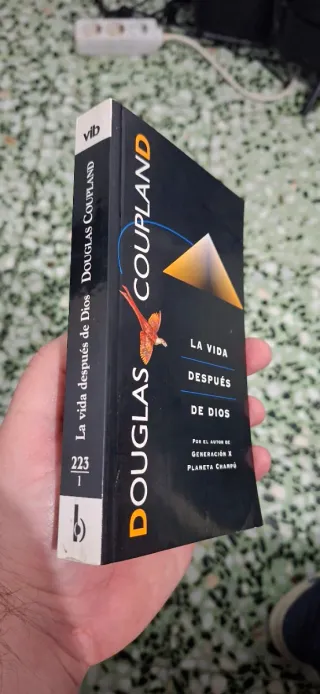 vib
La vida después de Dios DOUGLAS COUPLAND
223
1
b
DOUGLAS COUPLAND
LA VIDA
DESPUÉS
DE DIOS
POR EL AUTOR DE
GENERACIÓN X
PLANETA CHAMPÚ